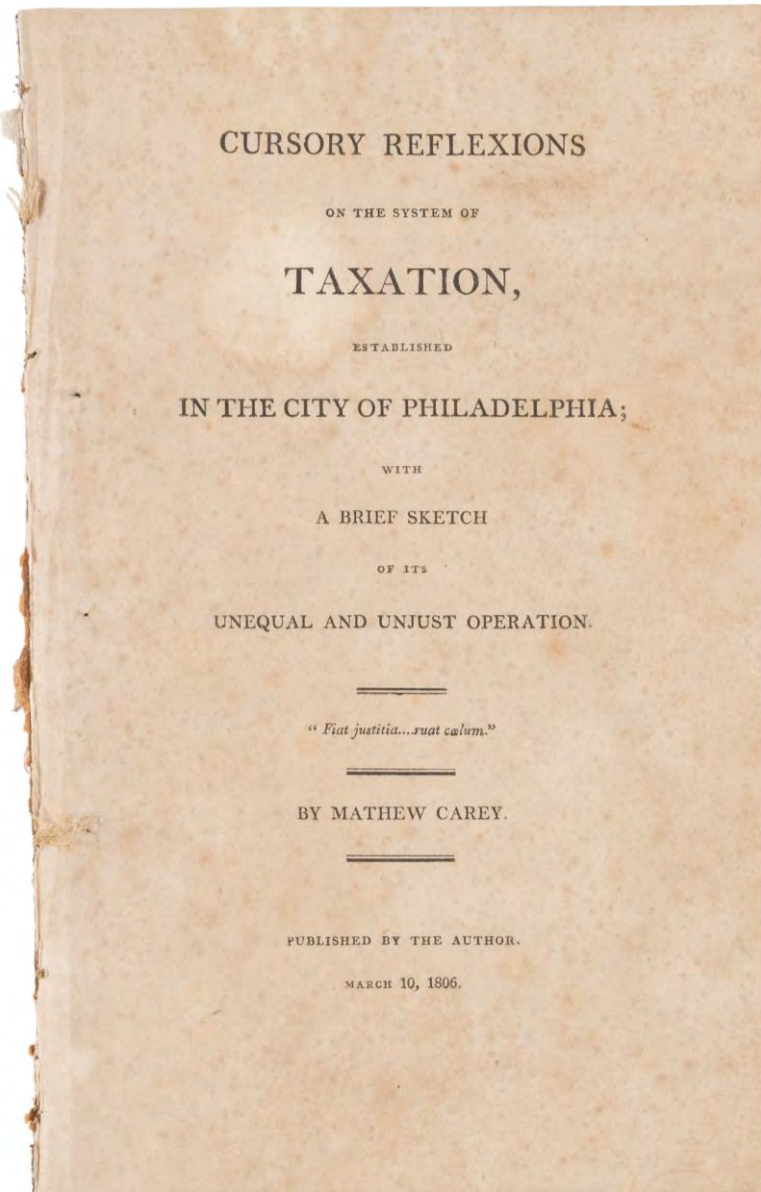 CURSORY REFLEXIONS
ON THE SYSTEM OF
TAXATION,
ESTABLISHED
IN THE CITY OF PHILADELPHIA;
WITH
A BRIEF SKETCH
OF ITS
UNEQUAL AND UNJUST OPERATION.
“ Fiat justitia....ruat cœlum.”
BY MATHEW CAREY.
PUBLISHED BY THE AUTHOR.
MARCH 10, 1806.